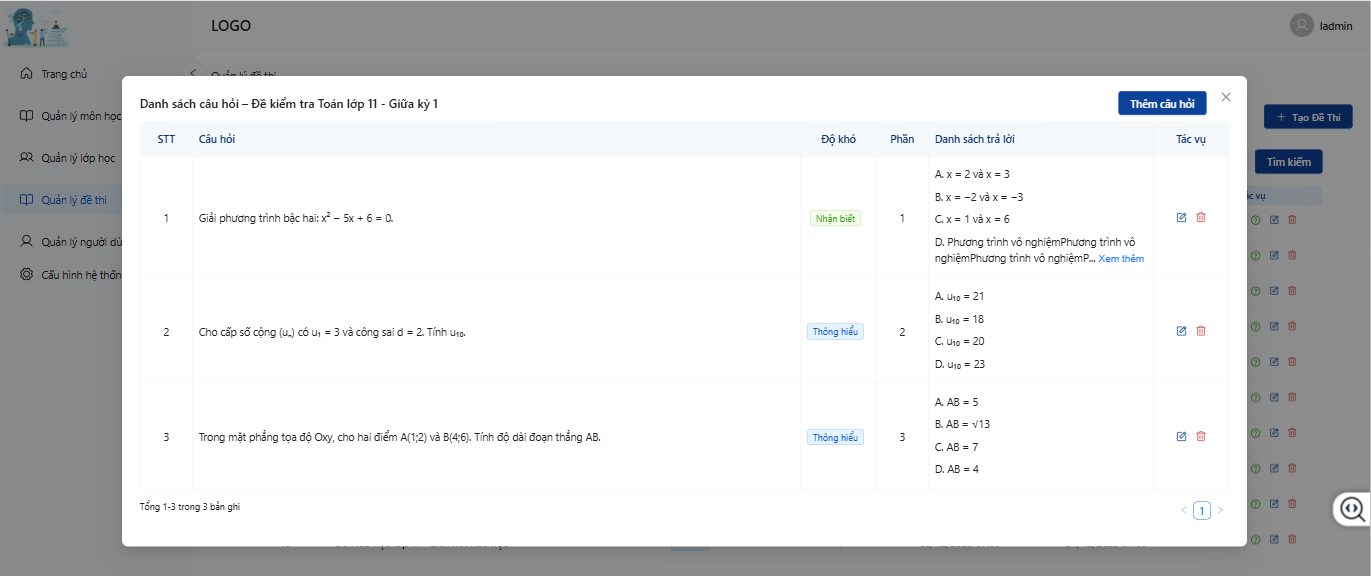 LOGO
ladmin
Trang chủ
Quản lý đề thi
Quản lý môn học
Quản lý lớp học
Quản lý đề thi
Quản lý người dù
Cấu hình hệ thốn
+ Tạo Đề Thi
Tìm kiếm
ác vụ
Danh sách câu hỏi – Đề kiểm tra Toán lớp 11 - Giữa kỳ 1
Thêm câu hỏi
STT Câu hỏi Độ khó Phần Danh sách trả lời Tác vụ
1 Giải phương trình bậc hai: x² − 5x + 6 = 0. Nhận biết 1
A. x = 2 và x = 3
B. x = −2 và x = −3
C. x = 1 và x = 6
D. Phương trình vô nghiệmPhương trình vô
nghiệmPhương trình vô nghiệmP... Xem thêm
2 Cho cấp số cộng (uₙ) có u₁ = 3 và công sai d = 2. Tính u₁₀. Thông hiểu 2
A. u₁₀ = 21
B. u₁₀ = 18
C. u₁₀ = 20
D. u₁₀ = 23
3 Trong mặt phẳng tọa độ Oxy, cho hai điểm A(1;2) và B(4;6). Tính độ dài đoạn thẳng AB. Thông hiểu 3
A. AB = 5
B. AB = √13
C. AB = 7
D. AB = 4
Tổng 1-3 trong 3 bản ghi
< 1 >